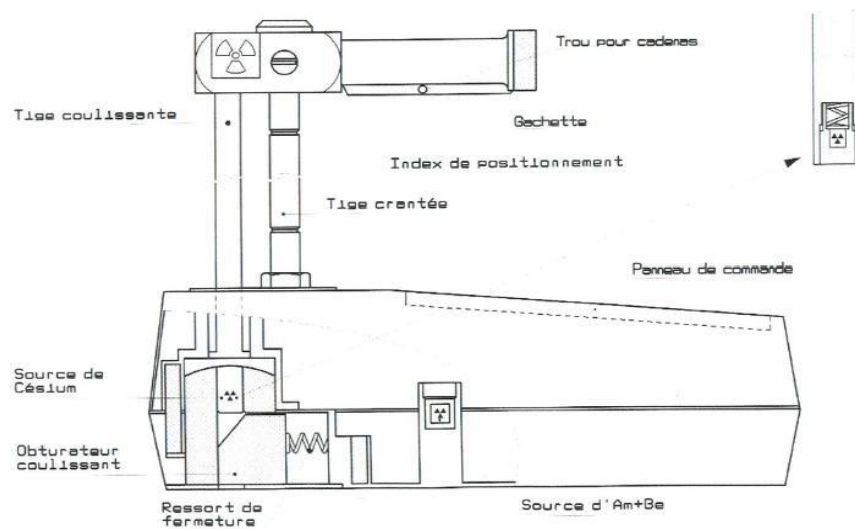 Trou pour cadenas
Tige coulissante
Gachette
Index de positionnement
Tige crantée
Panneau de commande
Source de
Césium
Obturateur
coulissant
Ressort de
fermeture
Source d'Am+Be